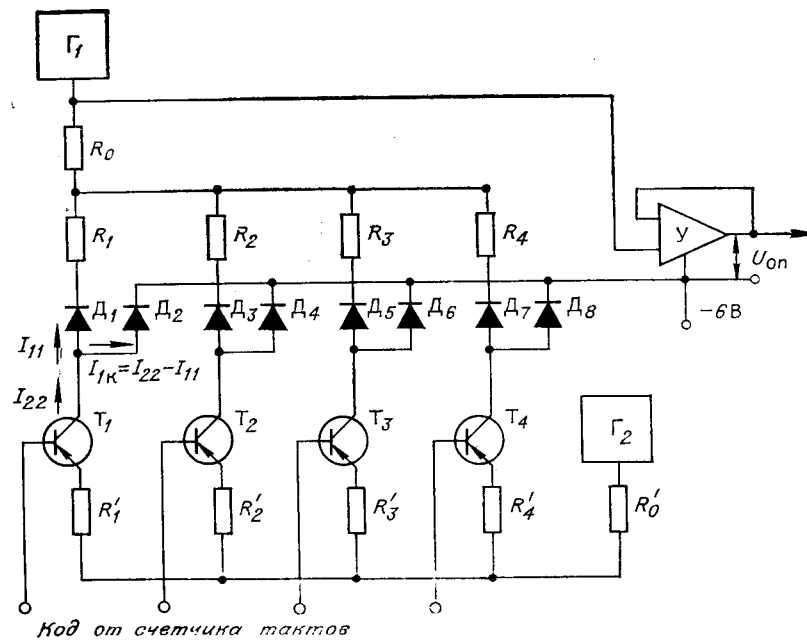 Г₁
R₀
R₁ R₂ R₃ R₄
У
Uоп
Д₁ Д₂ Д₃ Д₄ Д₅ Д₆ Д₇ Д₈
−6В
I₁₁
I₁к=I₂₂−I₁₁
I₂₂
Т₁ Т₂ Т₃ Т₄
Г₂
R′₁ R′₂ R′₃ R′₄ R′₀
Код от счетчика тактов